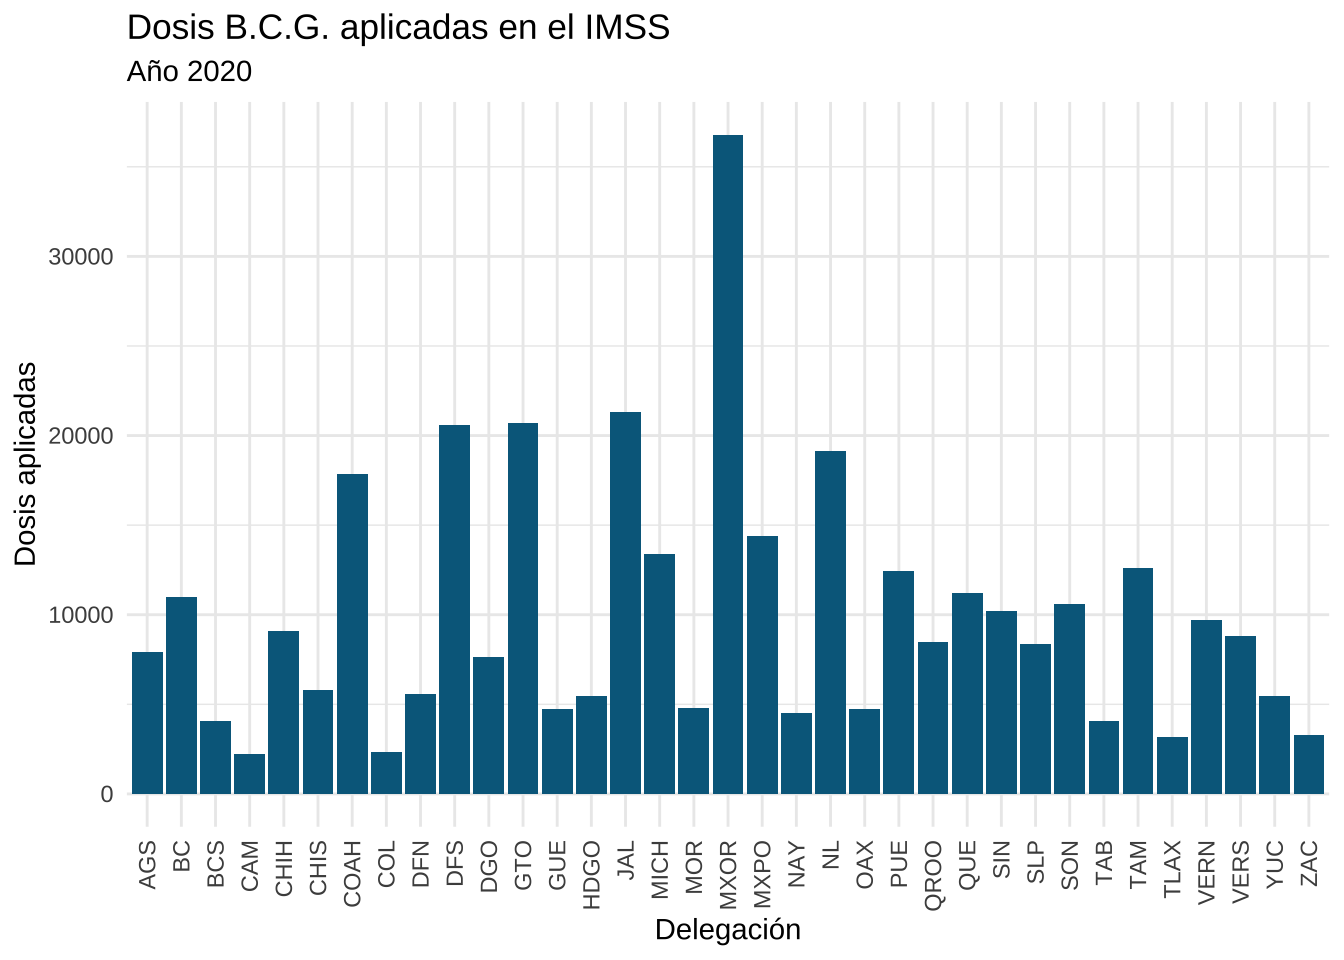 Dosis B.C.G. aplicadas en el IMSS
Año 2020
Dosis aplicadas
30000
20000
10000
0
AGS
BC
BCS
CAM
CHIH
CHIS
COAH
COL
DFN
DFS
DGO
GTO
GUE
HDGO
JAL
MICH
MOR
MXOR
MXPO
NAY
NL
OAX
PUE
QROO
QUE
SIN
SLP
SON
TAB
TAM
TLAX
VERN
VERS
YUC
ZAC
Delegación